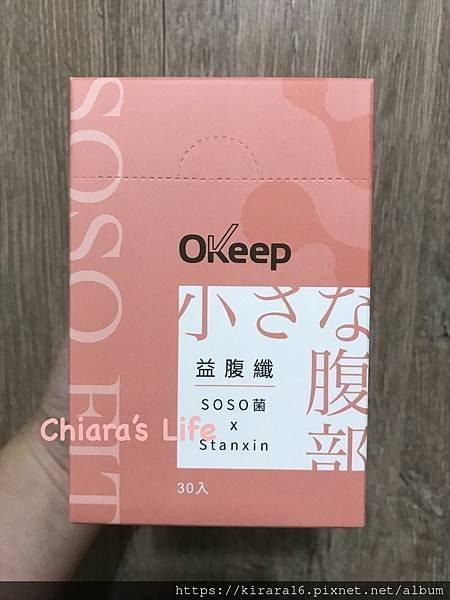 SOSO FIT
OKeep
小さな
腹部
益腹纖
SOSO菌
x
Stanxin
30入
Chiara's Life
https://kirara16.pixnet.net/album